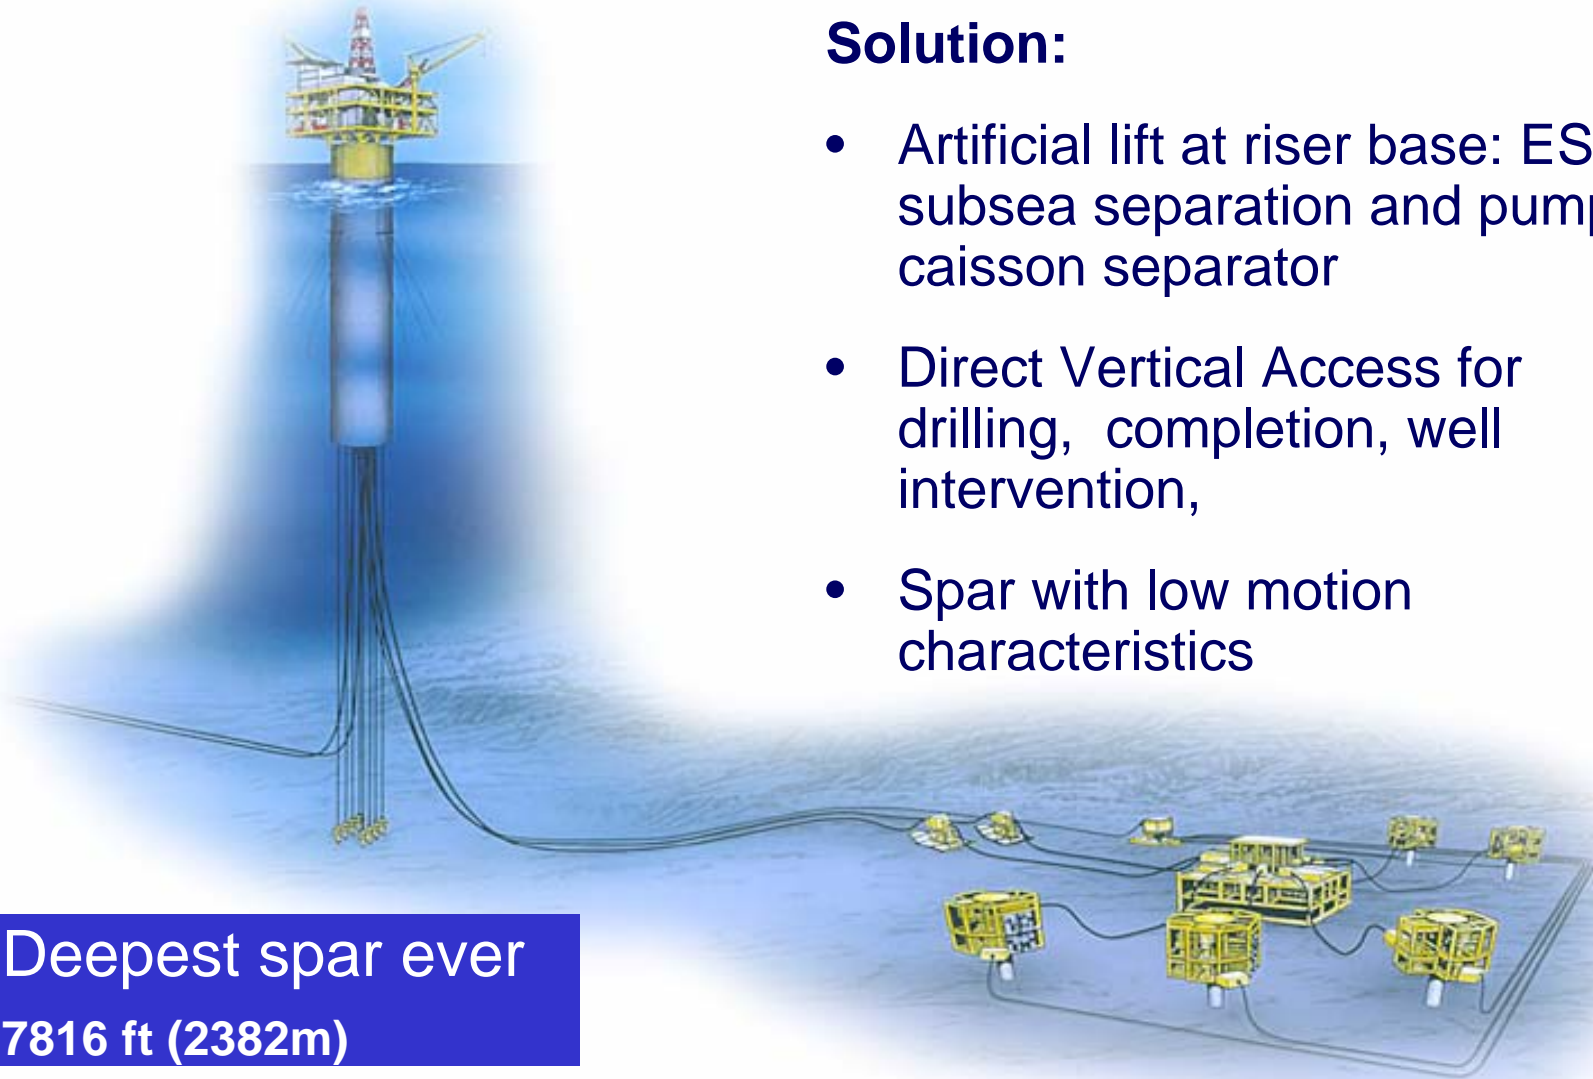 Solution:
• Artificial lift at riser base: ES
subsea separation and pump
caisson separator
• Direct Vertical Access for
drilling, completion, well
intervention,
• Spar with low motion
characteristics
Deepest spar ever
7816 ft (2382m)